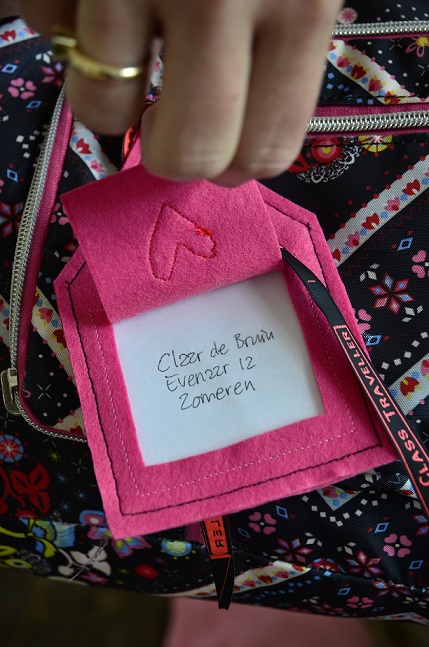 Claar de Bruin
Evenaar 12
Zomeren
CLASS TRAVELLER